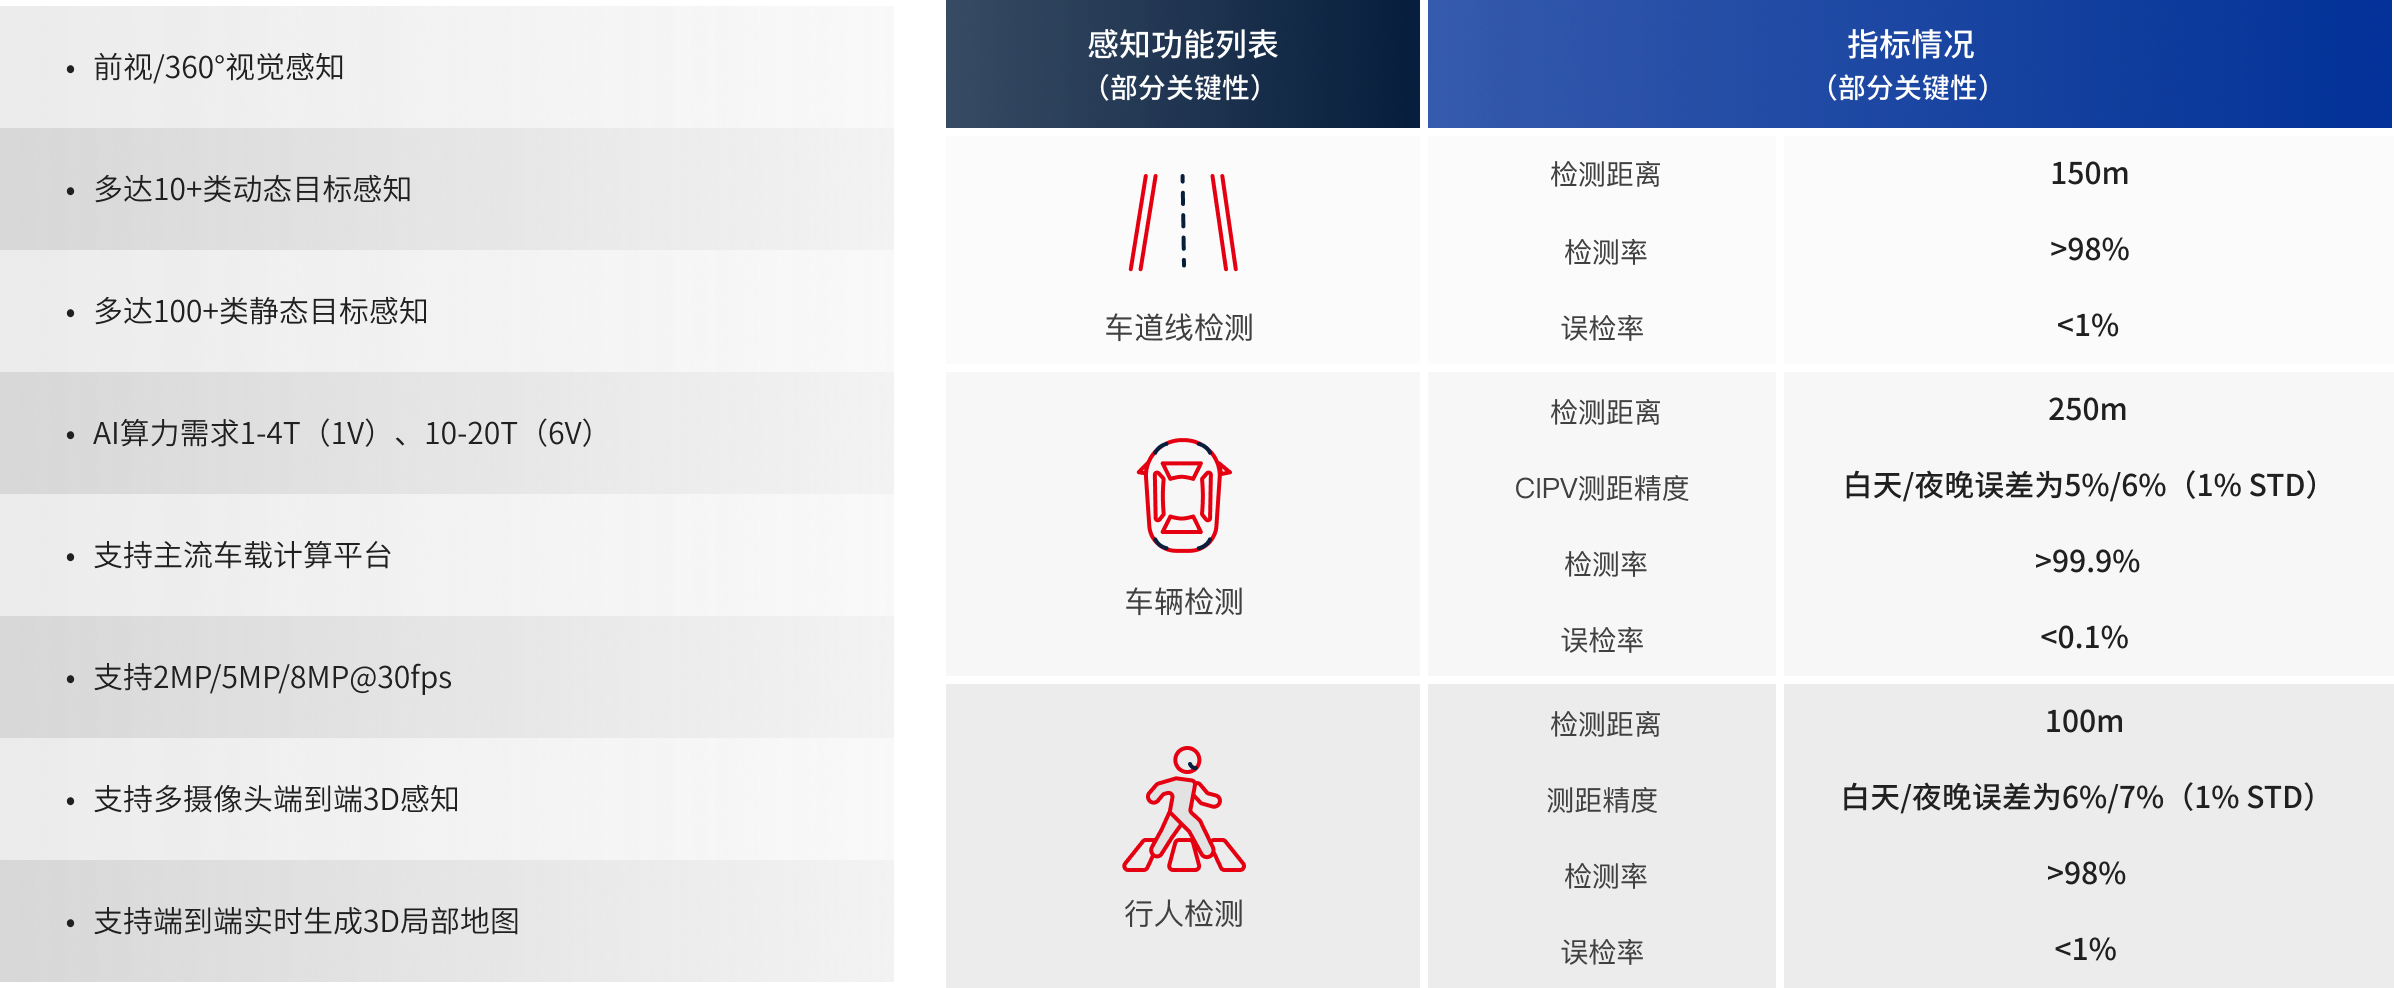 • 前视/360°视觉感知
• 多达10+类动态目标感知
• 多达100+类静态目标感知
• AI算力需求1-4T（1V）、10-20T（6V）
• 支持主流车载计算平台
• 支持2MP/5MP/8MP@30fps
• 支持多摄像头端到端3D感知
• 支持端到端实时生成3D局部地图
感知功能列表
（部分关键性）
指标情况
（部分关键性）
车道线检测
检测距离 150m
检测率 >98%
误检率 <1%
车辆检测
检测距离 250m
CIPV测距精度 白天/夜晚误差为5%/6%（1% STD）
检测率 >99.9%
误检率 <0.1%
行人检测
检测距离 100m
测距精度 白天/夜晚误差为6%/7%（1% STD）
检测率 >98%
误检率 <1%